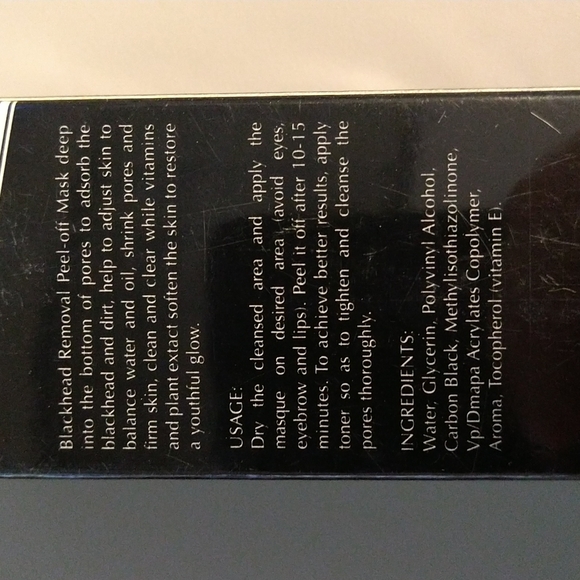 Blackhead Removal Peel-off Mask deep
into the bottom of pores to adsorb the
blackhead and dirt, help to adjust skin to
balance water and oil, shrink pores and
firm skin, clean and clear while vitamins
and plant extact soften the skin to restore
a youthful glow.
USAGE:
Dry the cleansed area and apply the
masque on desired area (avoid eyes,
eyebrow and lips). Peel it off after 10-15
minutes. To achieve better results, apply
toner so as to tighten and cleanse the
pores thoroughly.
INGREDIENTS:
Water, Glycerin, Polyvinyl Alcohol,
Carbon Black, Methylisothiazolinone,
Vp/Dmapa Acrylates Copolymer,
Aroma, Tocopherol (vitamin E).